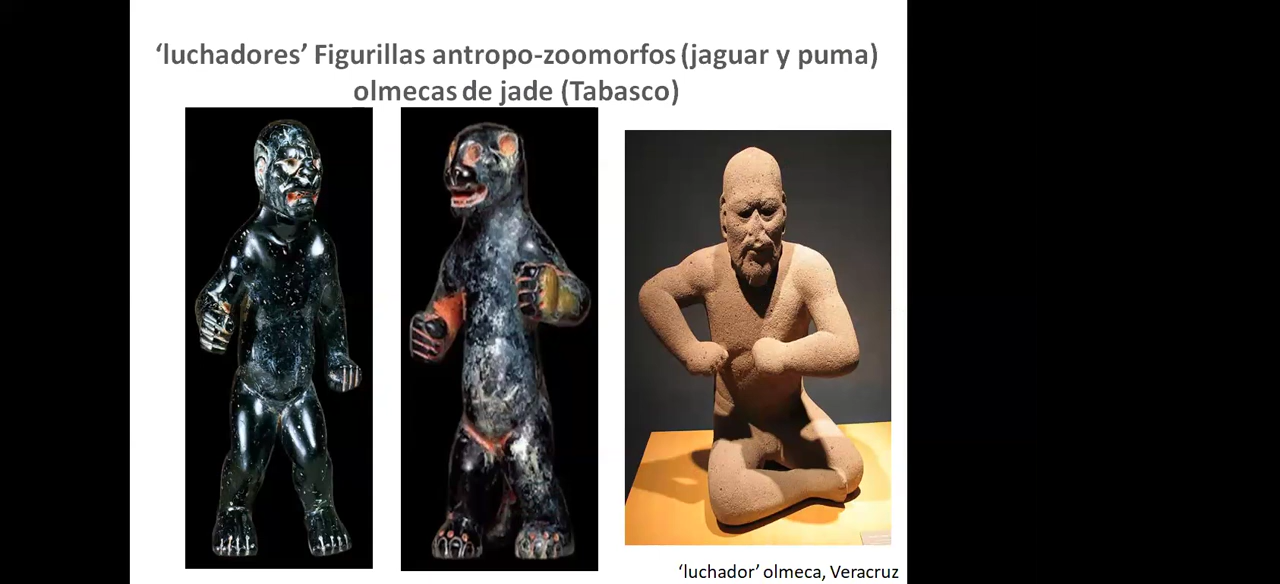 ‘luchadores’ Figurillas antropo-zoomorfos (jaguar y puma)
olmecas de jade (Tabasco)
‘luchador’ olmeca, Veracruz